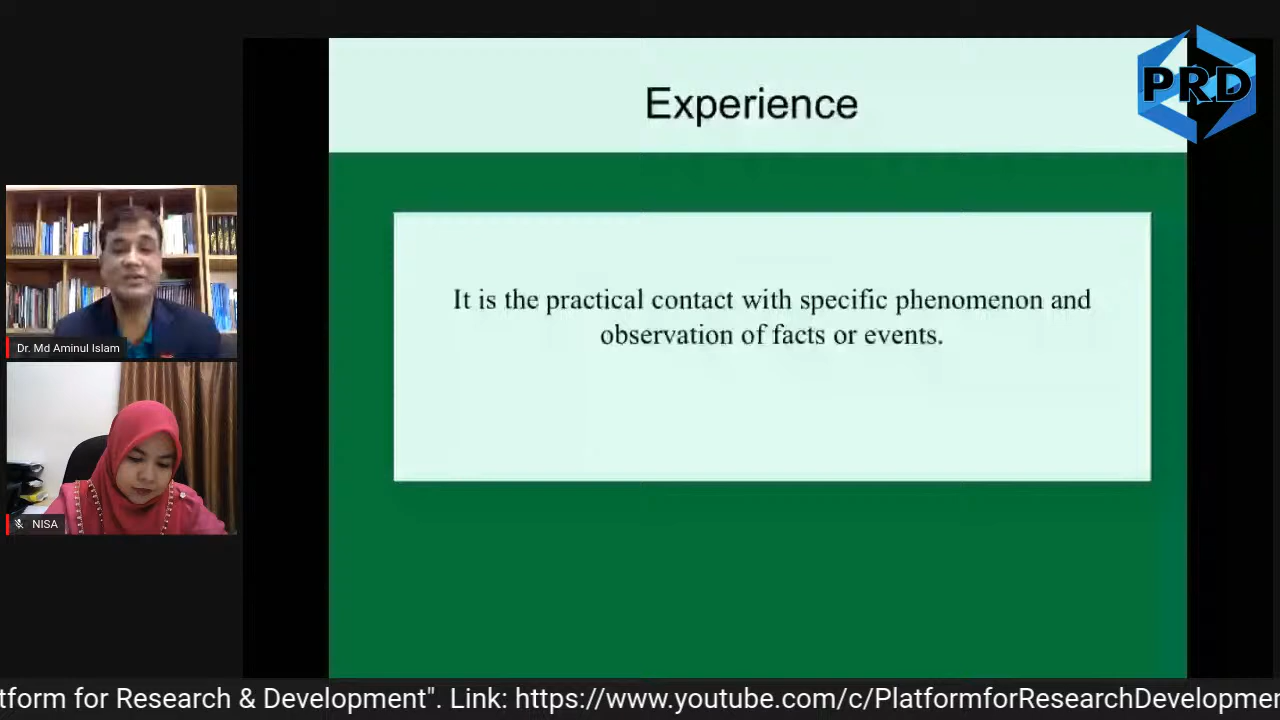 PRD
Experience
It is the practical contact with specific phenomenon and
observation of facts or events.
Dr. Md Aminul Islam
NISA
tform for Research & Development". Link: https://www.youtube.com/c/PlatformforResearchDevelopmen